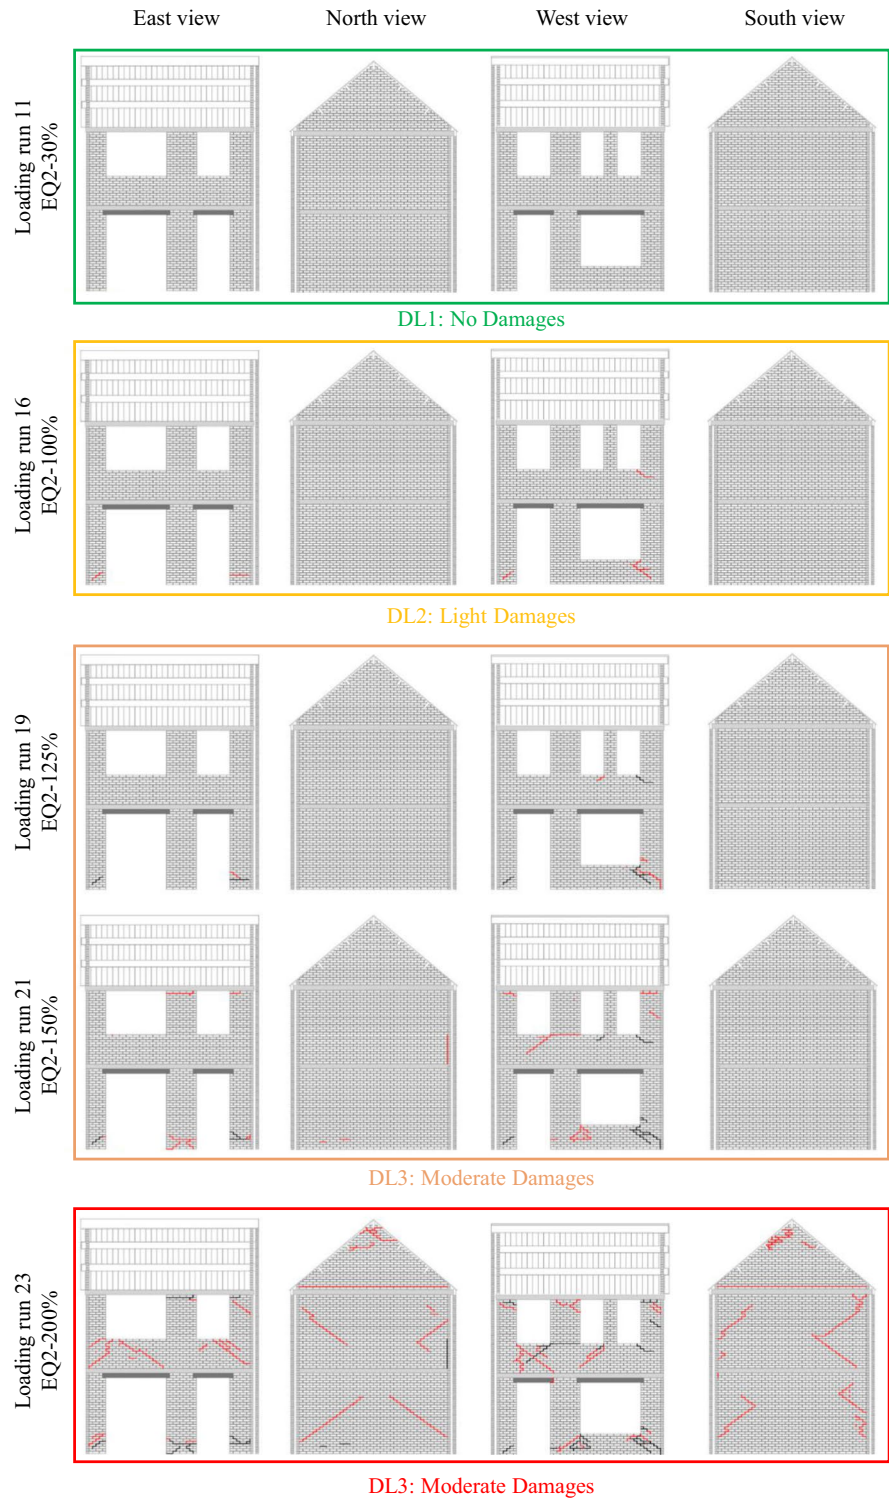 East view North view West view South view
Loading run 11
EQ2-30%
DL1: No Damages
Loading run 16
EQ2-100%
DL2: Light Damages
Loading run 19
EQ2-125%
Loading run 21
EQ2-150%
DL3: Moderate Damages
Loading run 23
EQ2-200%
DL3: Moderate Damages